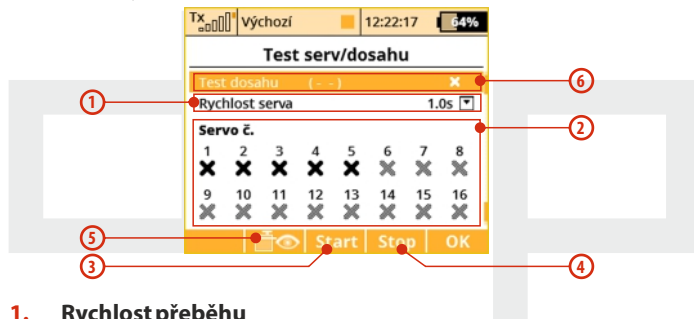 Tx Výchozí 12:22:17 64%
Test serv/dosahu
Test dosahu ( - - ) ✖
Rychlost serva 1.0s
Servo č.
1 2 3 4 5 6 7 8
✖ ✖ ✖ ✖ ✖ ✖ ✖ ✖
9 10 11 12 13 14 15 16
✖ ✖ ✖ ✖ ✖ ✖ ✖ ✖
Start Stop OK
1
2
3
4
5
6
1. Rychlost přeběhu